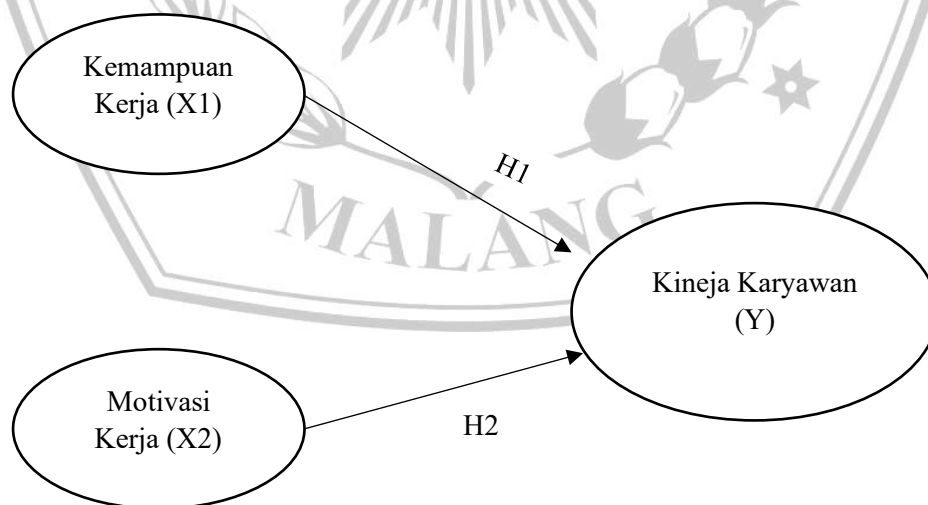 Kemampuan
Kerja (X1)
H1
MALANG
Kineja Karyawan
(Y)
Motivasi
Kerja (X2)
H2